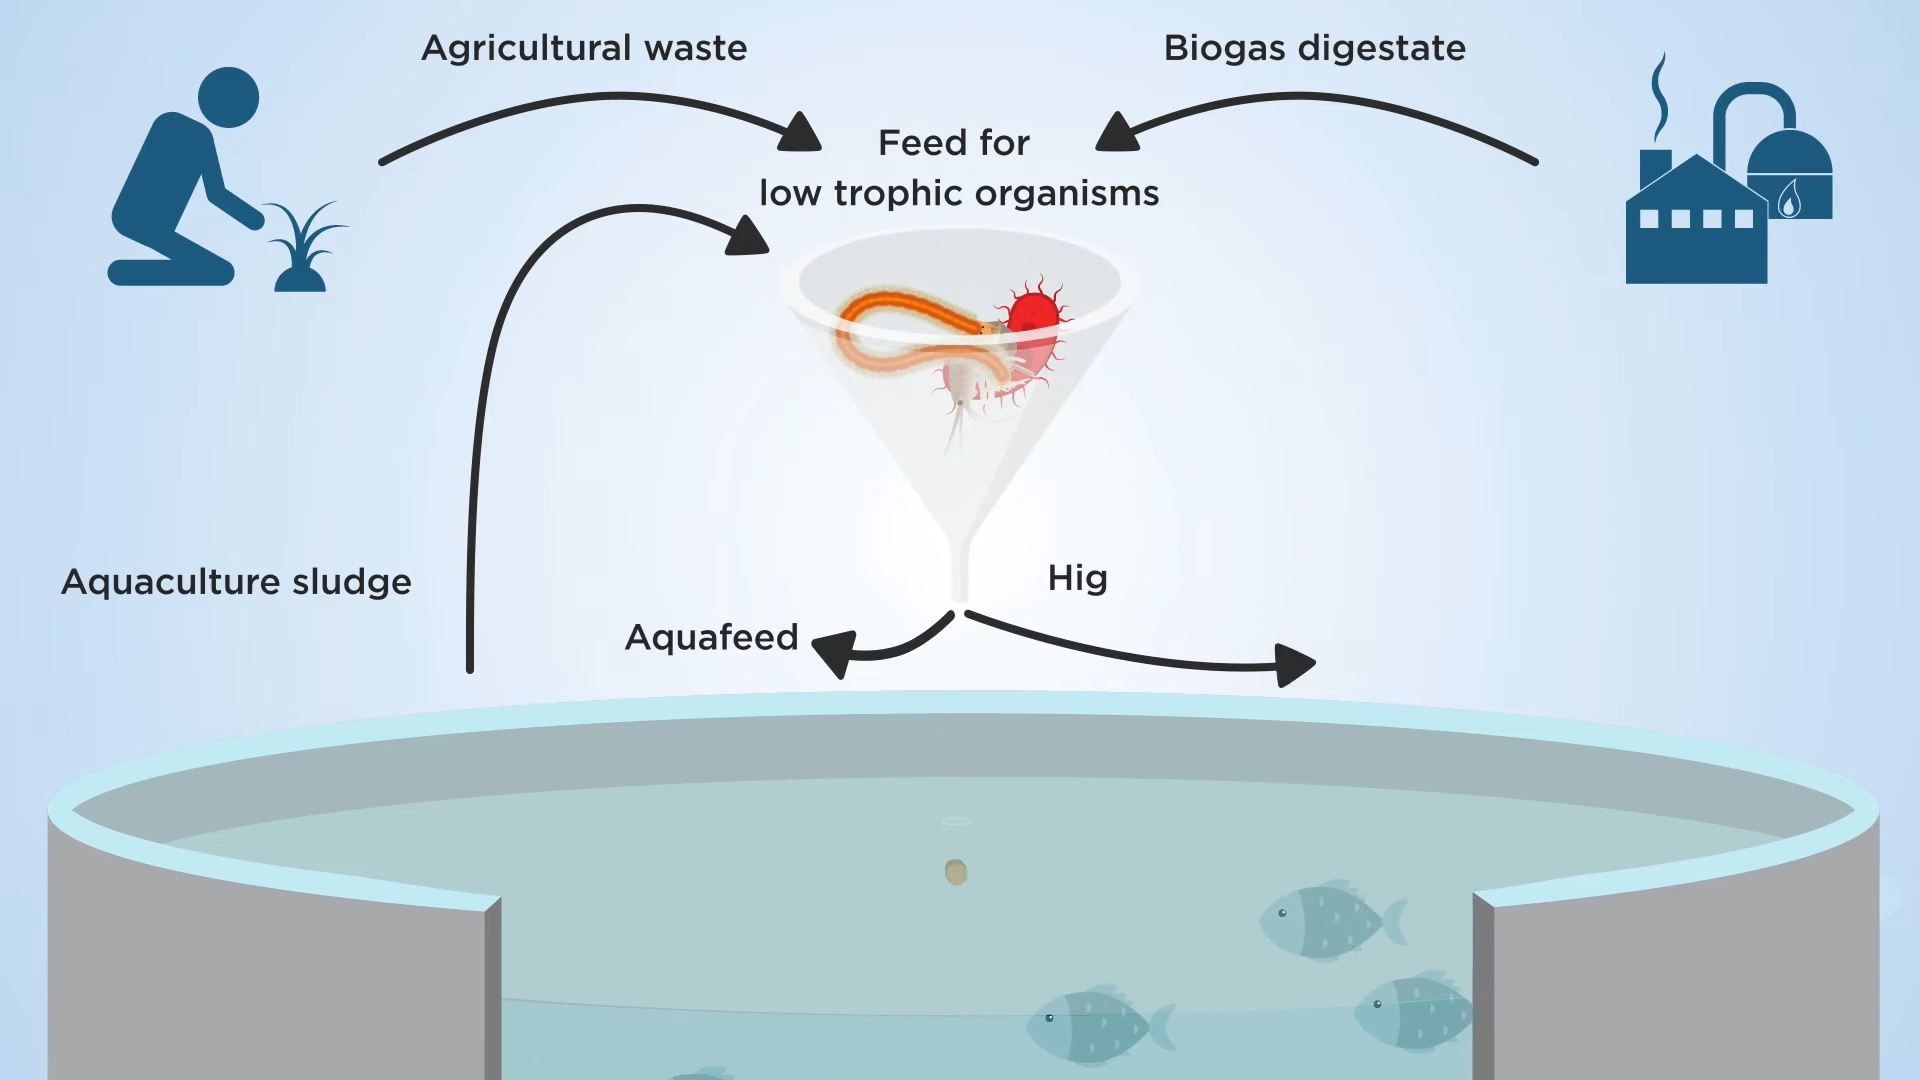 Agricultural waste
Biogas digestate
Feed for
low trophic organisms
Aquaculture sludge
Hig
Aquafeed